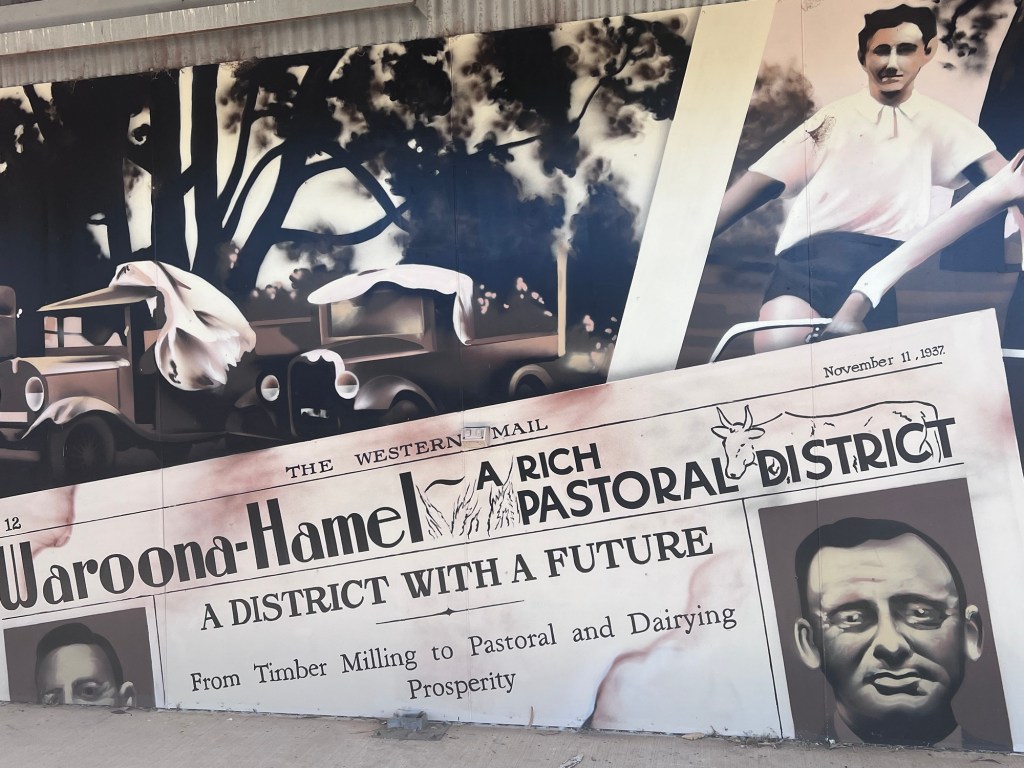 November 11, 1937.
THE WESTERN MAIL
12
Waroona-Hamel A RICH PASTORAL DISTRICT
A DISTRICT WITH A FUTURE
From Timber Milling to Pastoral and Dairying
Prosperity